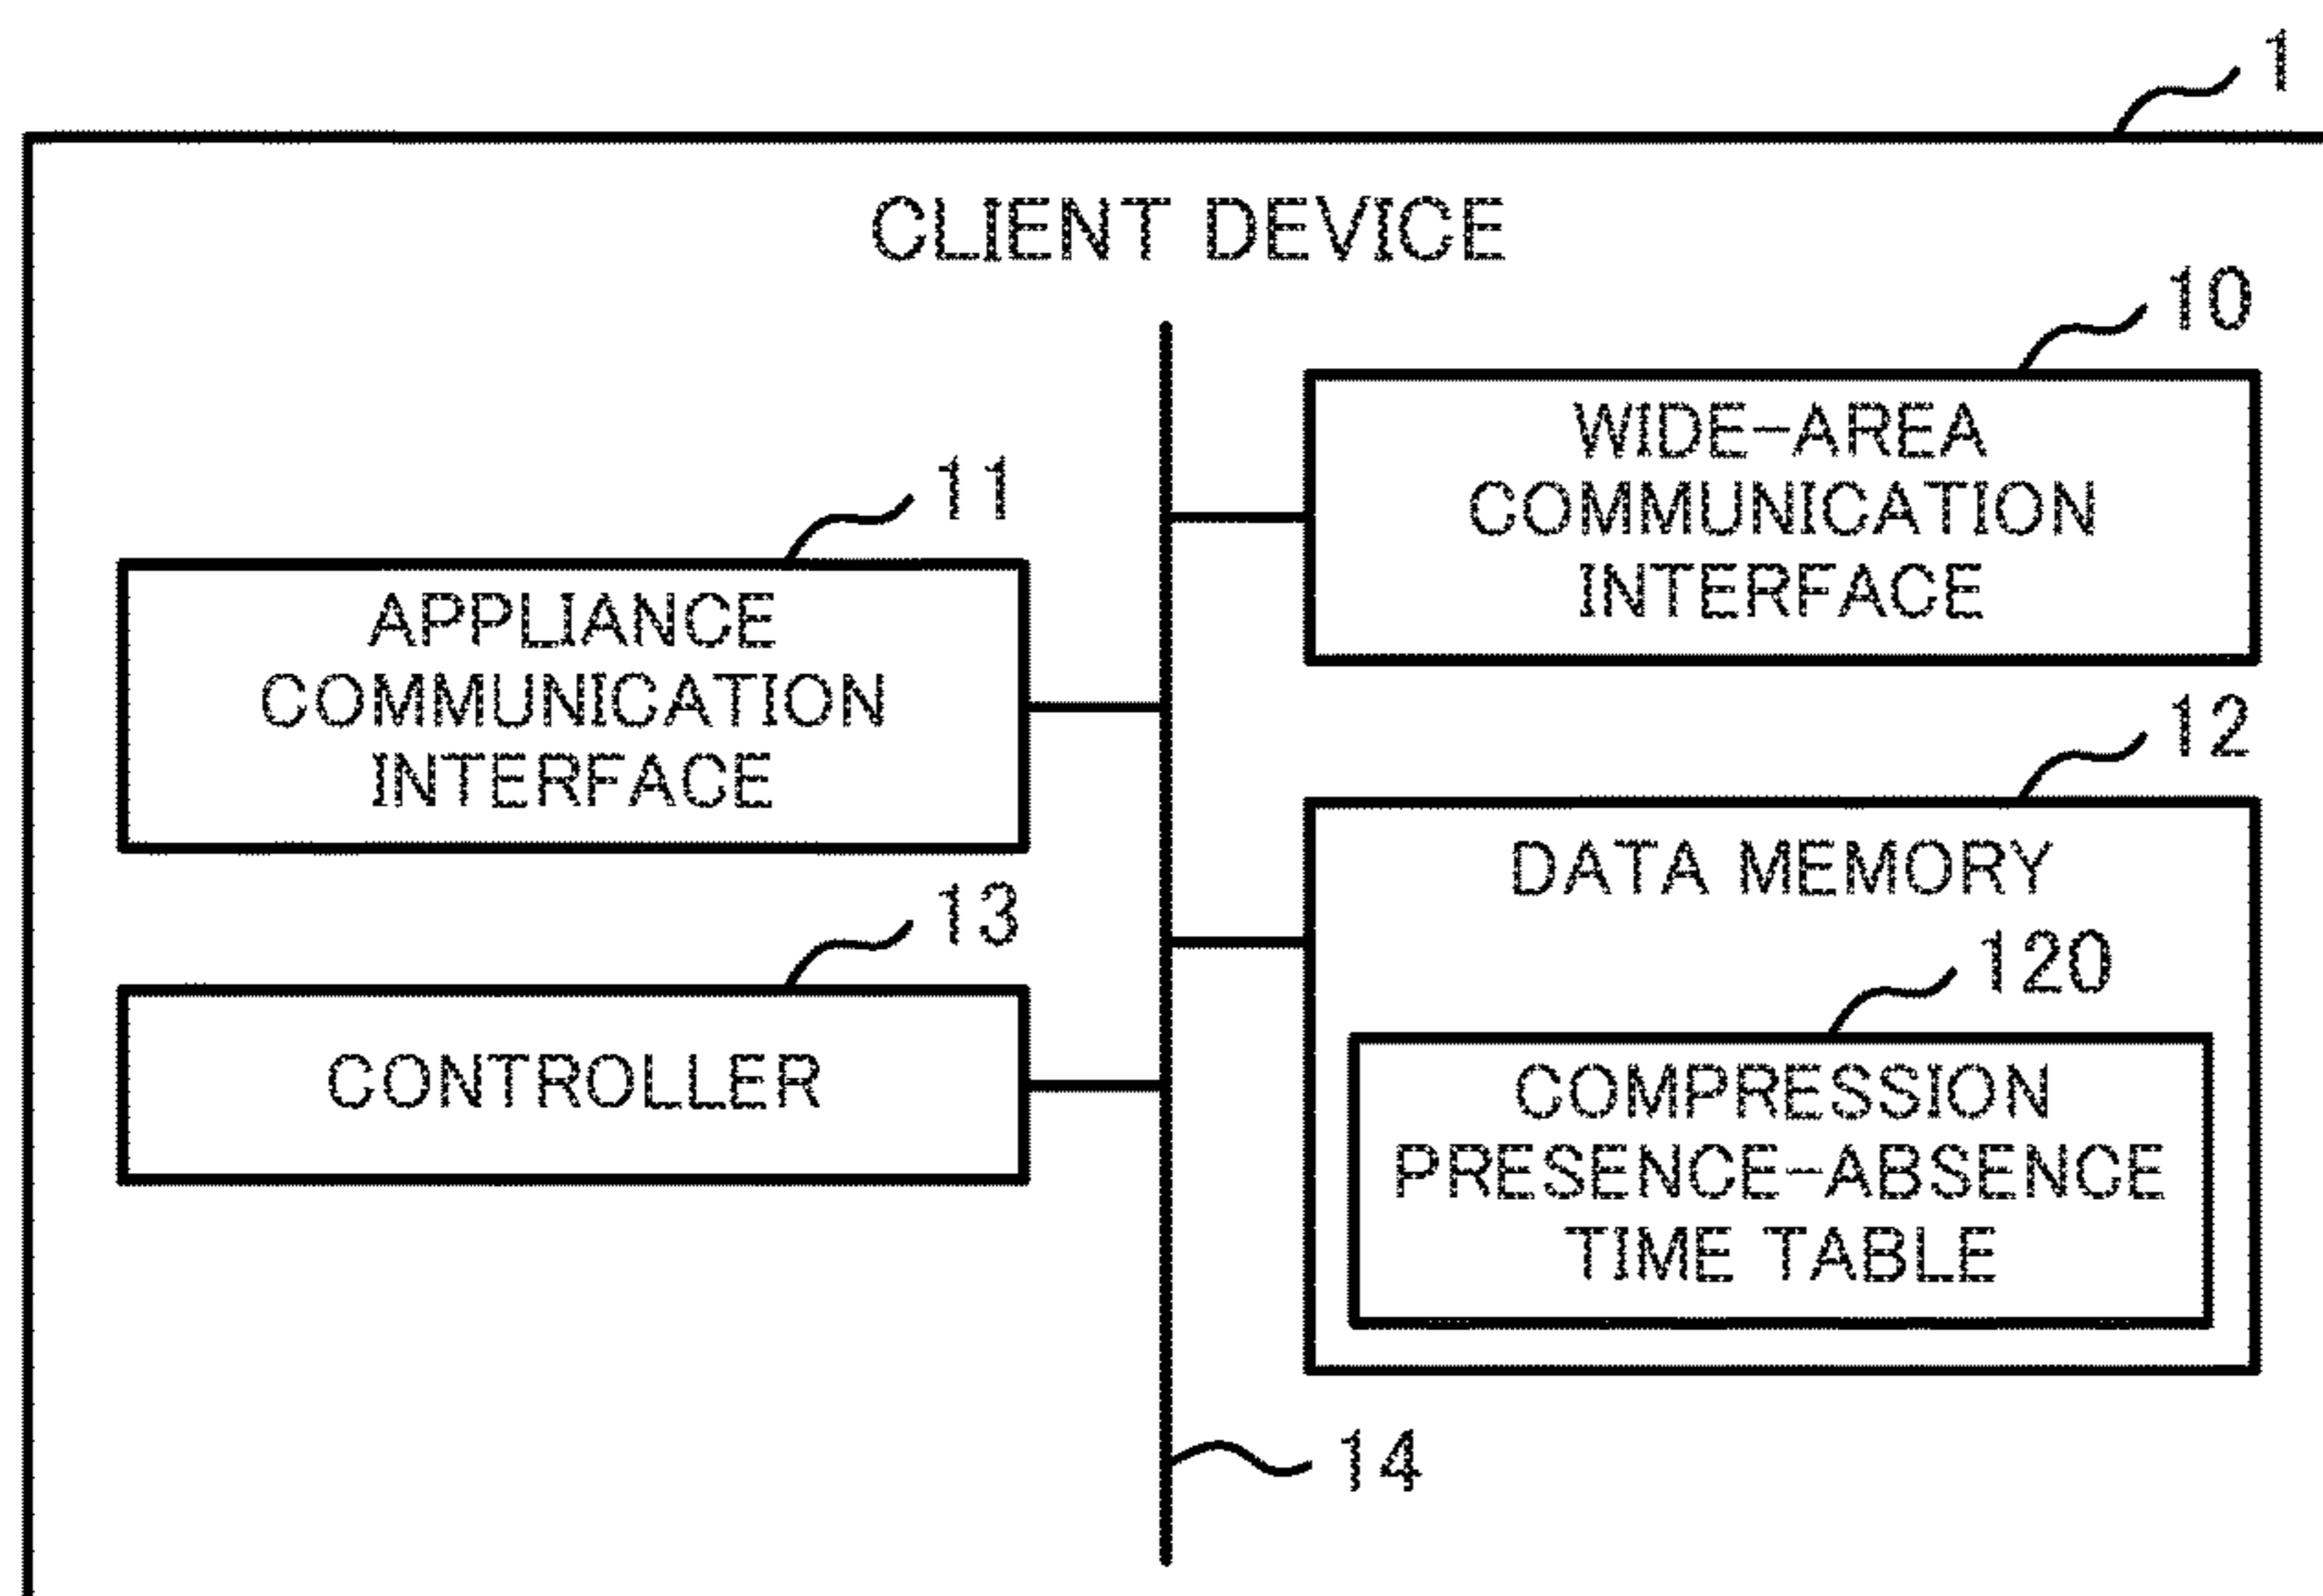 1
CLIENT DEVICE
10
WIDE-AREA
COMMUNICATION
INTERFACE
11
APPLIANCE
COMMUNICATION
INTERFACE
12
DATA MEMORY
120
COMPRESSION
PRESENCE-ABSENCE
TIME TABLE
13
CONTROLLER
14